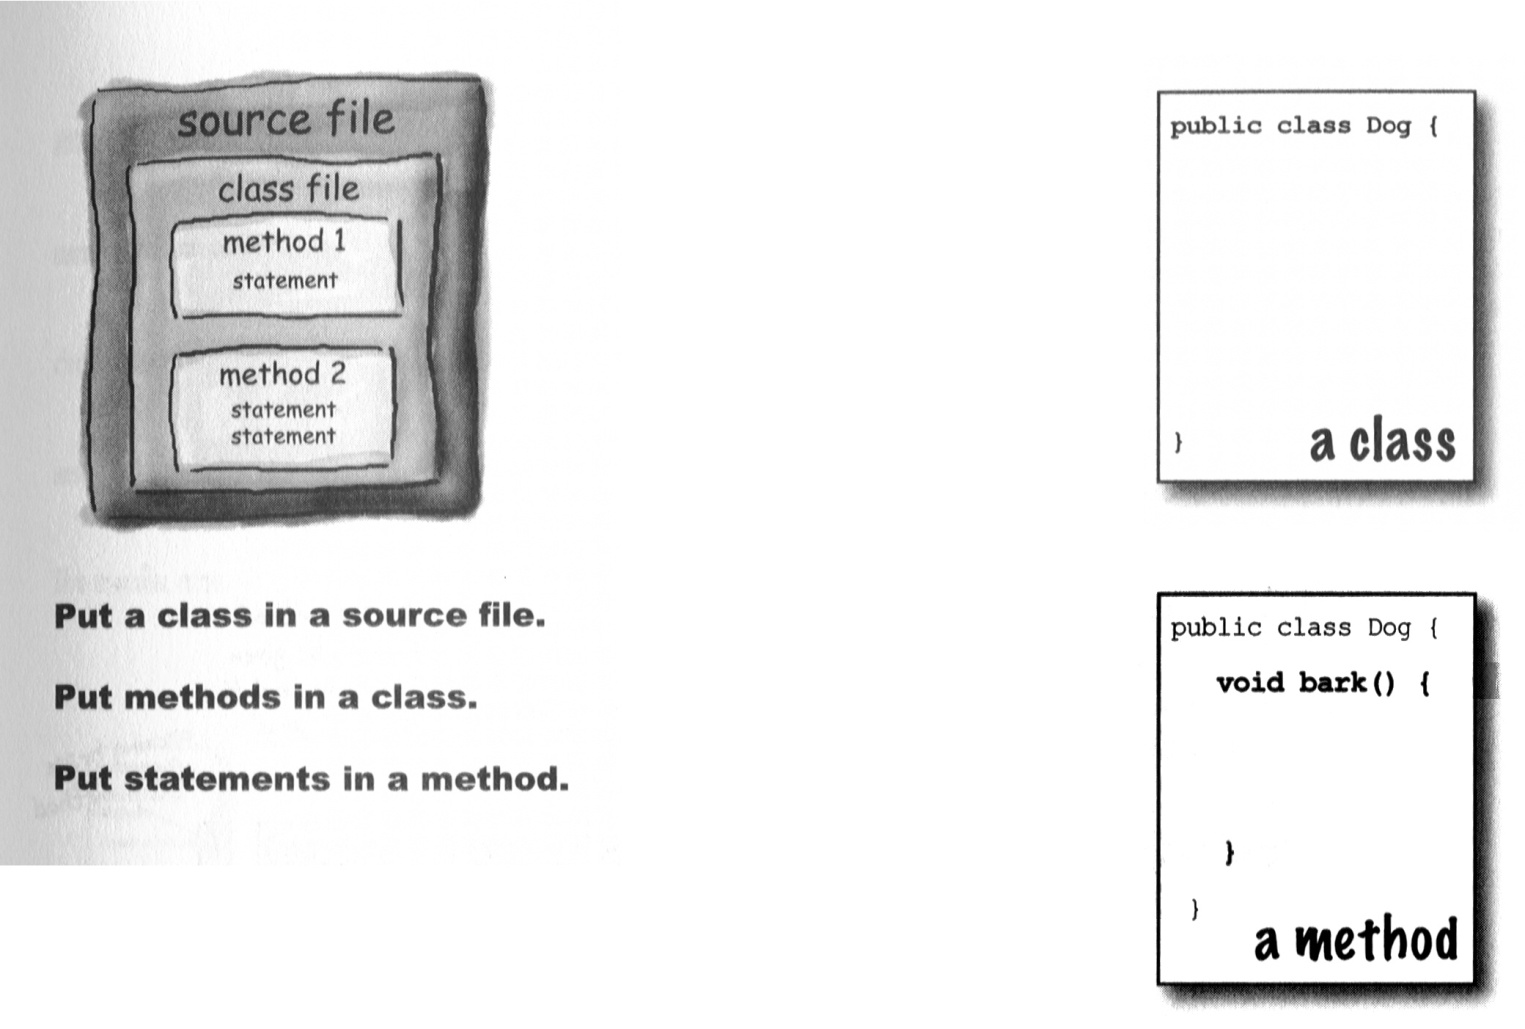 source file
class file
method 1
statement
method 2
statement
statement
Put a class in a source file.
Put methods in a class.
Put statements in a method.
public class Dog {
}
a class
public class Dog {
void bark() {
}
}
a method